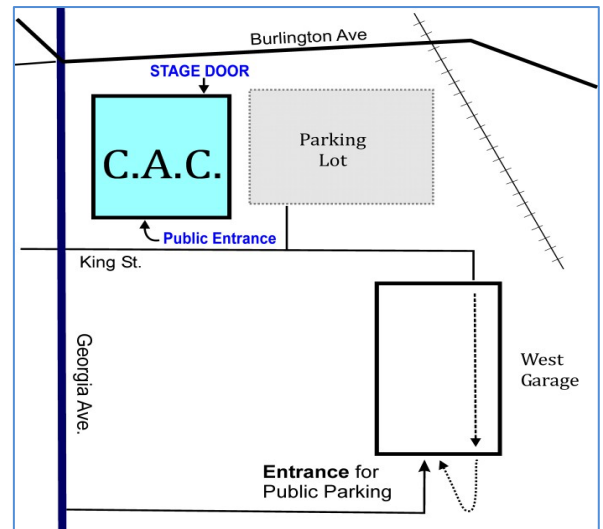 Burlington Ave
STAGE DOOR
C.A.C.
Parking
Lot
Public Entrance
King St.
Georgia Ave.
West
Garage
Entrance for
Public Parking